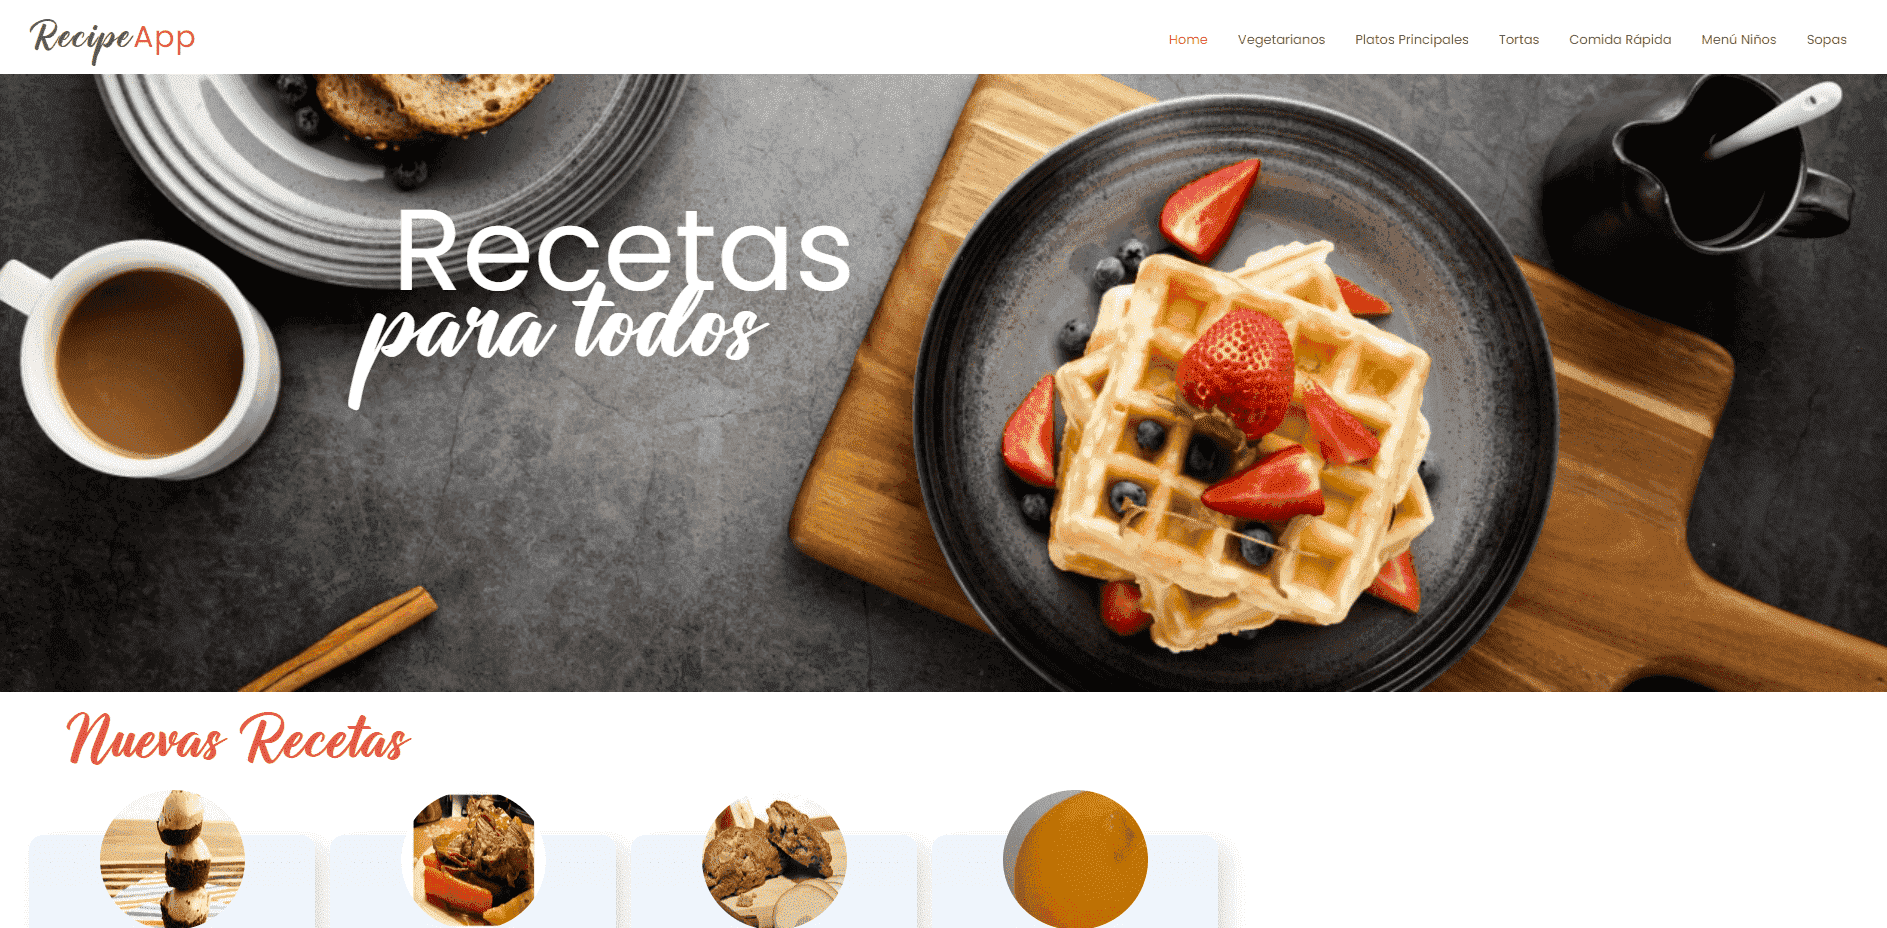 RecipeApp
Home Vegetarianos Platos Principales Tortas Comida Rápida Menú Niños Sopas
Recetas
para todos
Nuevas Recetas